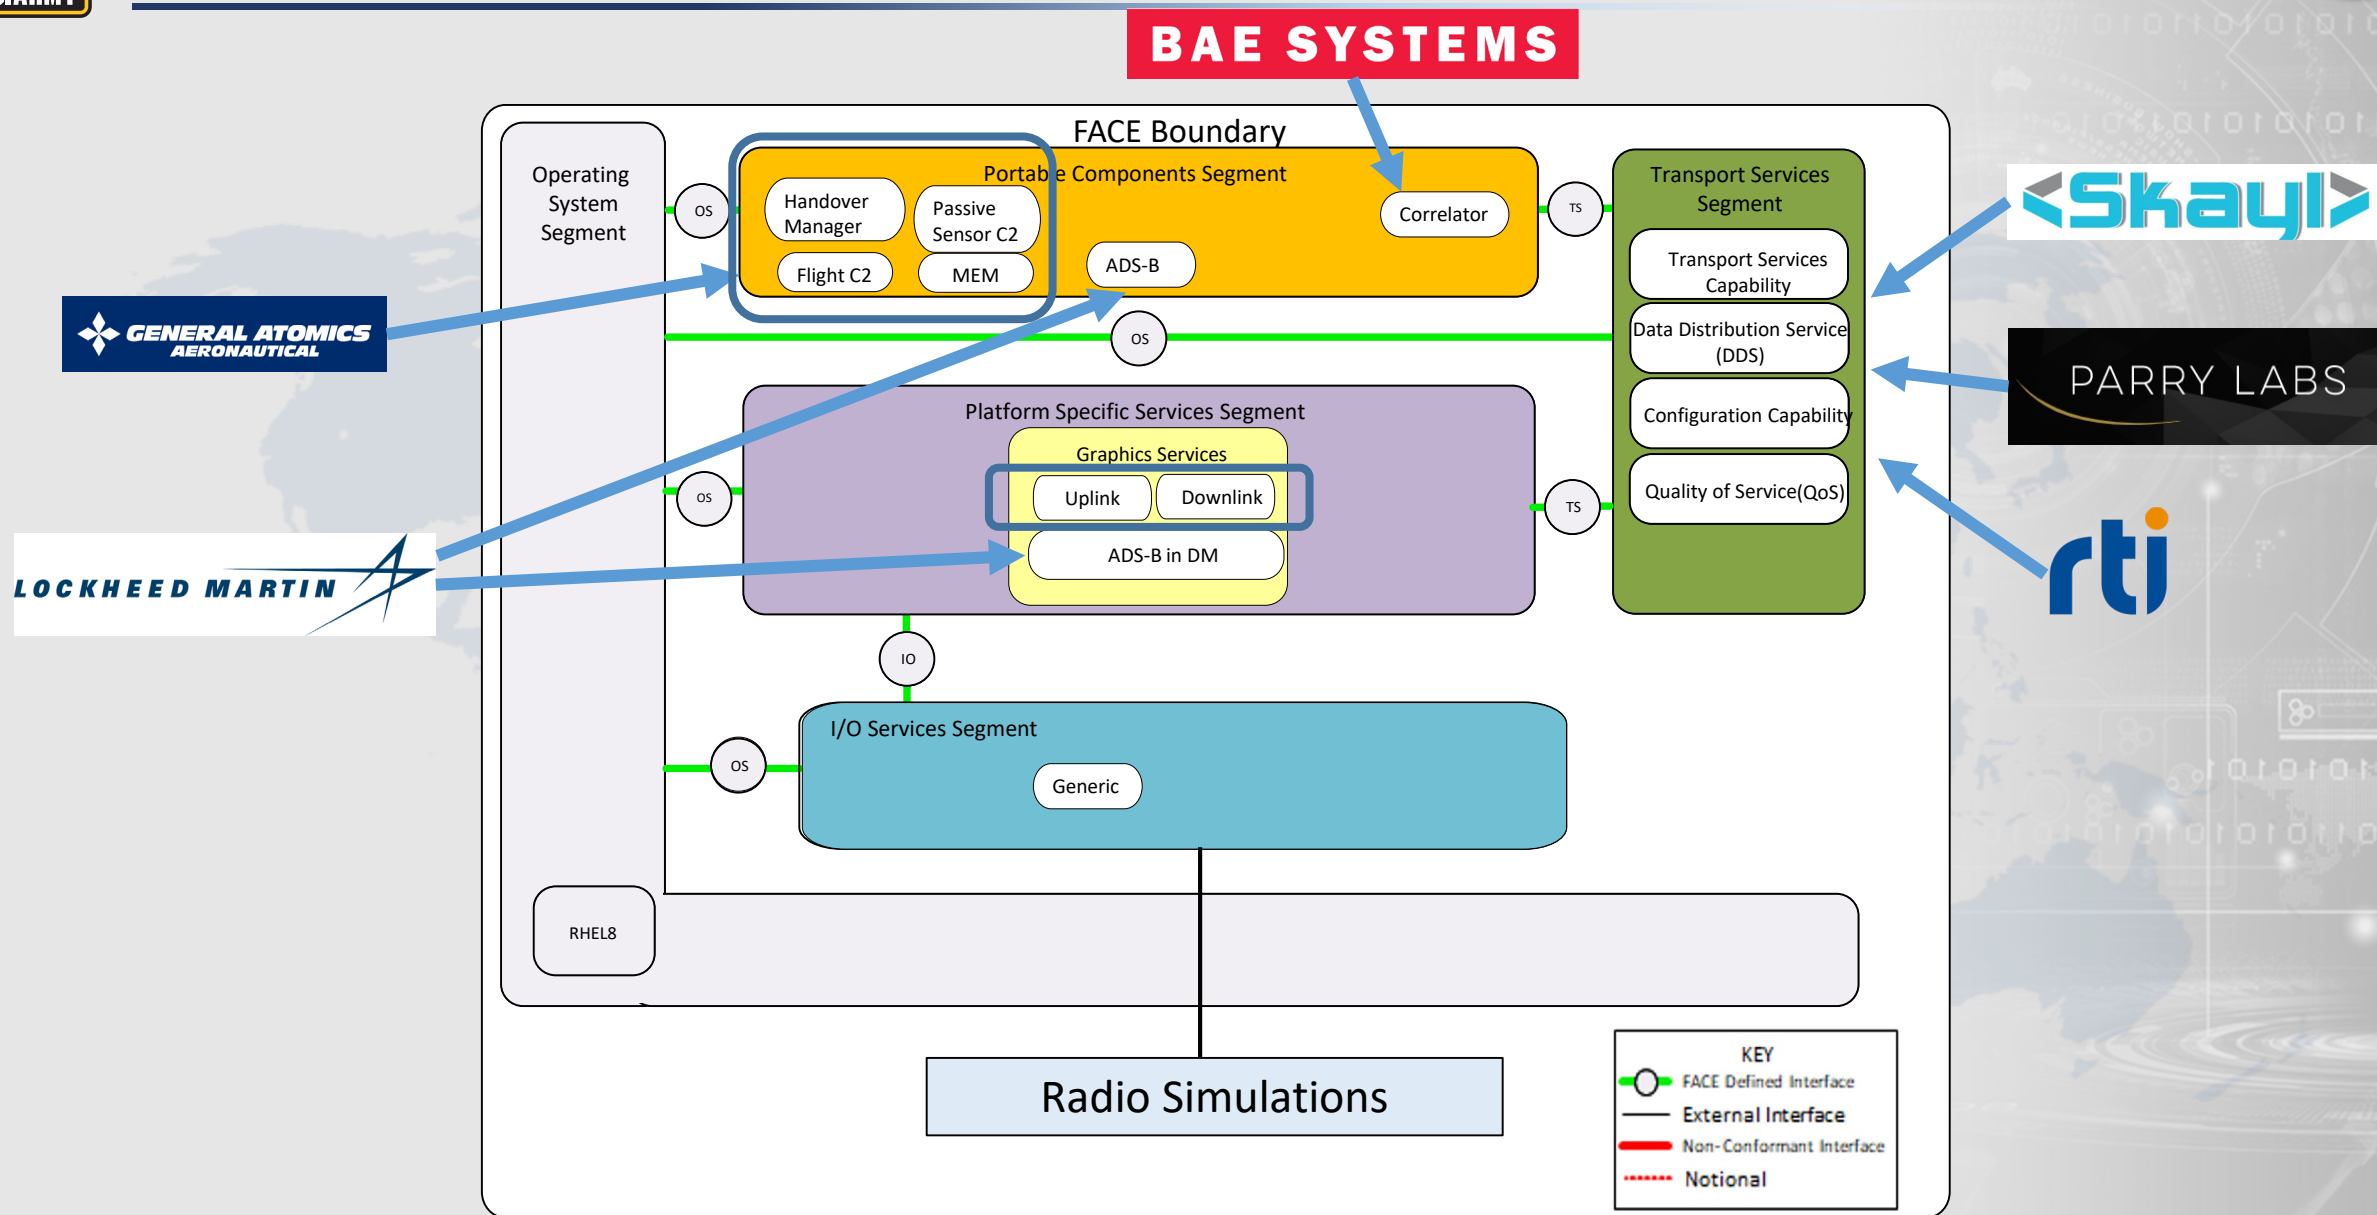 BAE SYSTEMS
FACE Boundary
Operating
System
Segment
OS
Portable Components Segment
Handover
Manager
Passive
Sensor C2
Flight C2
MEM
ADS-B
Correlator
TS
Transport Services
Segment
Transport Services
Capability
Data Distribution Service
(DDS)
Configuration Capability
Quality of Service(QoS)
<Skayl>
PARRY LABS
rti
GENERAL ATOMICS
AERONAUTICAL
LOCKHEED MARTIN
OS
Platform Specific Services Segment
Graphics Services
Uplink
Downlink
ADS-B in DM
OS
TS
IO
I/O Services Segment
OS
Generic
RHEL8
Radio Simulations
KEY
FACE Defined Interface
External Interface
Non-Conformant Interface
Notional